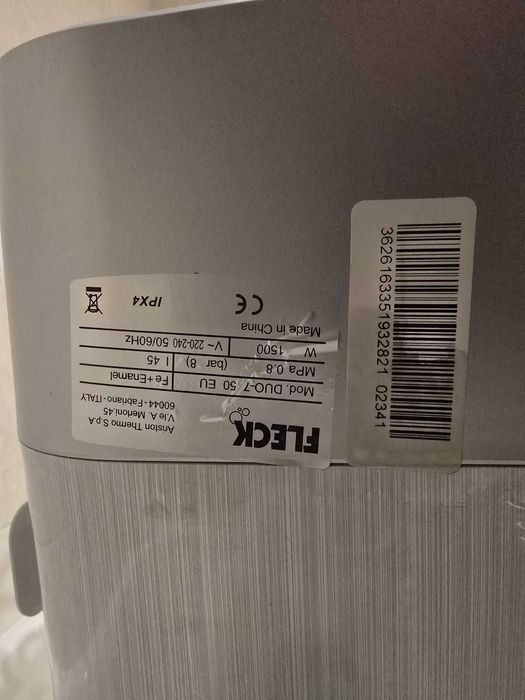 FLECK
Ariston Thermo S.p.A
V.le A. Merloni,45
60044 - Fabriano - ITALY
Mod. DUO-7 50 EU Fe+Enamel
MPa 0.8 (bar 8) l 45
W 1500 V~ 220-240 50/60Hz
Made in China
CE IPX4
3626163351932821 02341